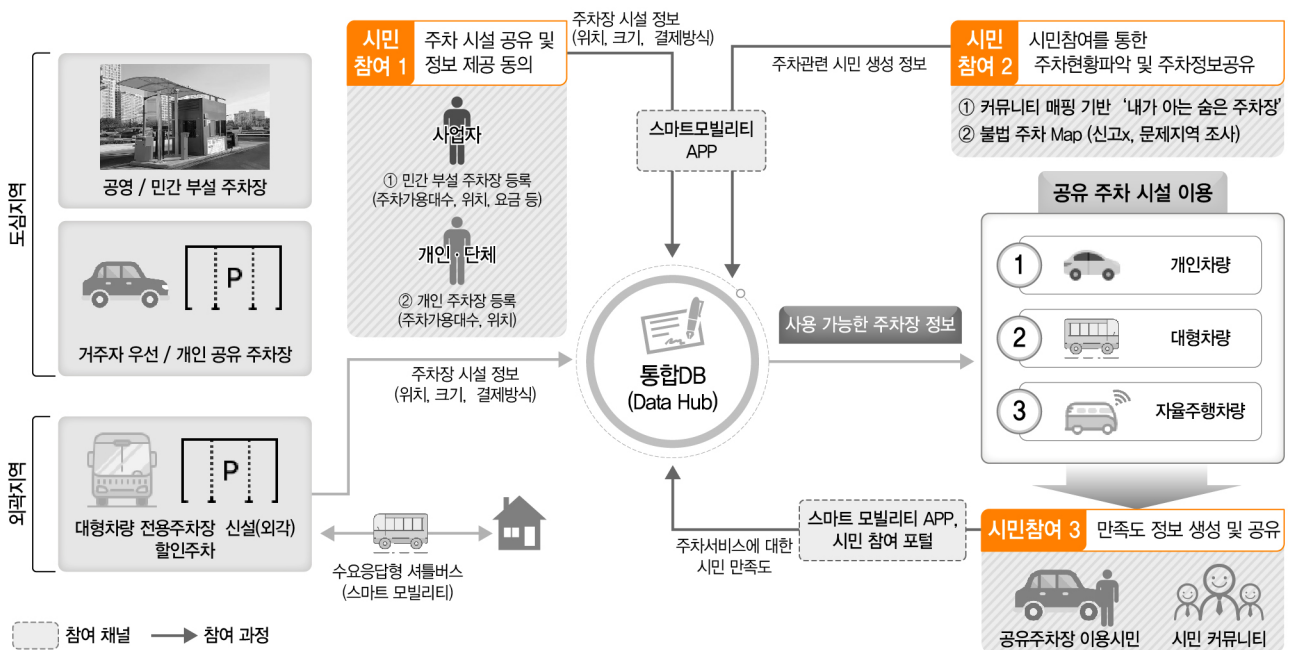 도심지역
공영 / 민간 부설 주차장
P
거주자 우선 / 개인 공유 주차장
외곽지역
P
대형차량 전용주차장 신설(외각)
할인주차
수요응답형 셔틀버스
(스마트 모빌리티)
참여 채널
참여 과정
시민
참여 1
주차 시설 공유 및
정보 제공 동의
사업자
① 민간 부설 주차장 등록
(주차가용대수, 위치, 요금 등)
개인·단체
② 개인 주차장 등록
(주차가용대수, 위치)
주차장 시설 정보
(위치, 크기, 결제방식)
주차장 시설 정보
(위치, 크기, 결제방식)
스마트모빌리티
APP
주차관련 시민 생성 정보
시민
참여 2
시민참여를 통한
주차현황파악 및 주차정보공유
① 커뮤니티 매핑 기반 ‘내가 아는 숨은 주차장’
② 불법 주차 Map (신고x, 문제지역 조사)
통합DB
(Data Hub)
사용 가능한 주차장 정보
공유 주차 시설 이용
1
개인차량
2
대형차량
3
자율주행차량
시민참여 3
만족도 정보 생성 및 공유
공유주차장 이용시민
시민 커뮤니티
스마트 모빌리티 APP,
시민 참여 포털
주차서비스에 대한
시민 만족도